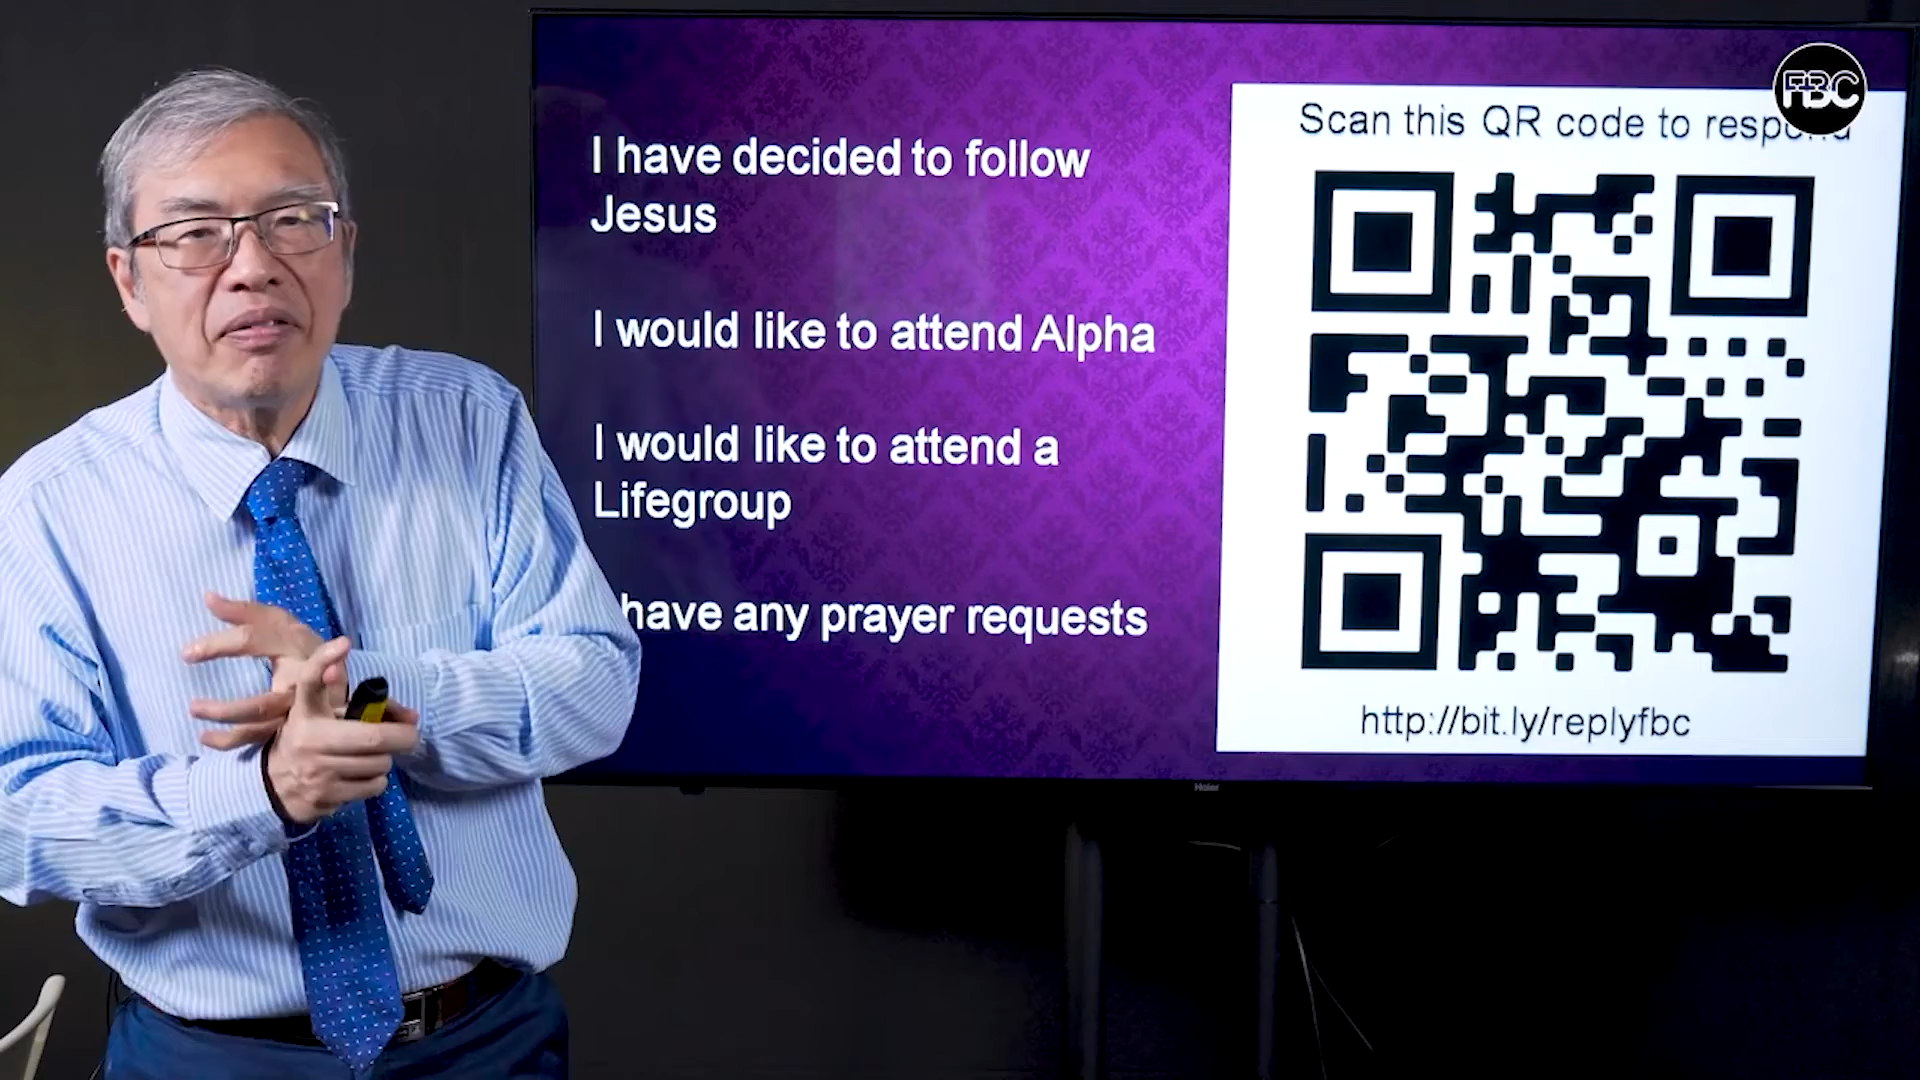 I have decided to follow
Jesus
I would like to attend Alpha
I would like to attend a
Lifegroup
have any prayer requests
FBC
Scan this QR code to respond
http://bit.ly/replyfbc
Haier